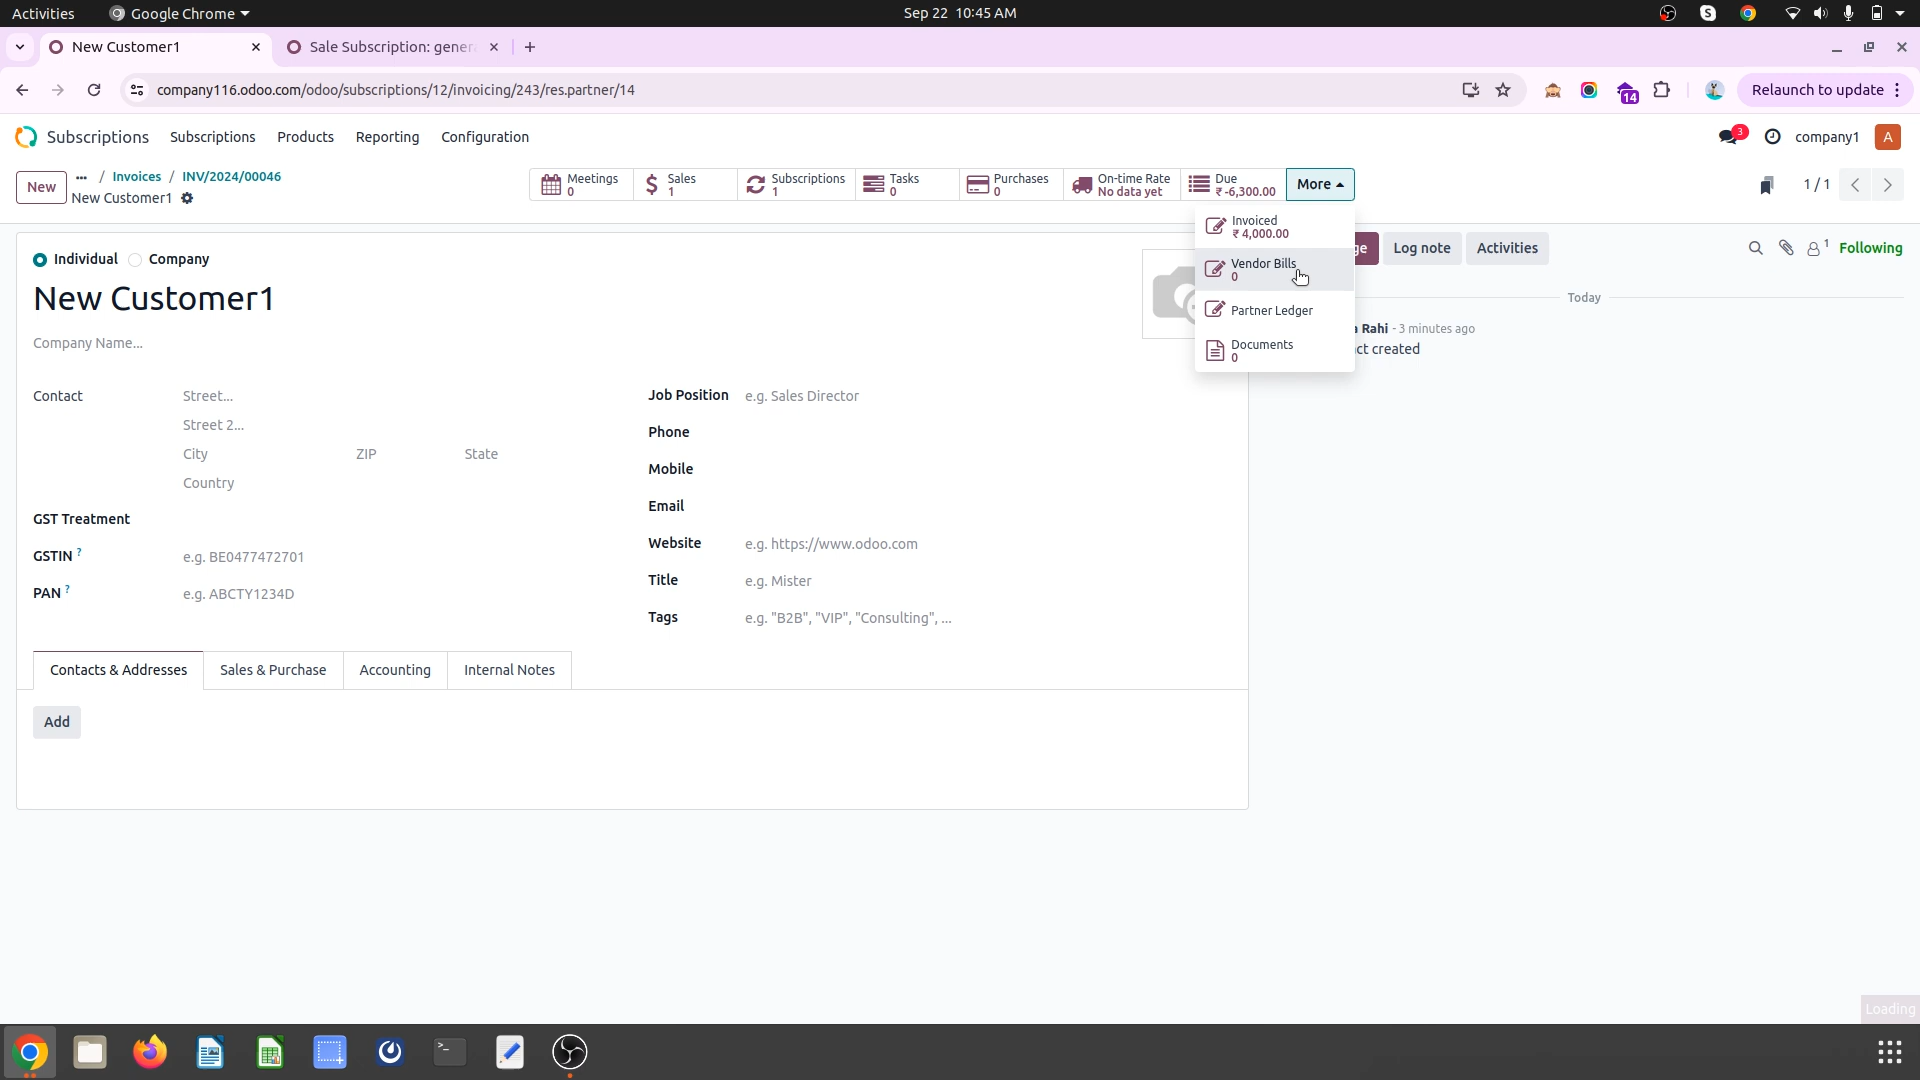 Activities Google Chrome Sep 22 10:45 AM
New Customer1 Sale Subscription: gener
company116.odoo.com/odoo/subscriptions/12/invoicing/243/res.partner/14 14 Relaunch to update
Subscriptions Subscriptions Products Reporting Configuration 3 company1 A
New ... / Invoices / INV/2024/00046
New Customer1
Meetings 0
Sales 1
Subscriptions 1
Tasks 0
Purchases 0
On-time Rate No data yet
Due ₹ -6,300.00
More
1 / 1
Invoiced
₹ 4,000.00
Vendor Bills
0
Partner Ledger
Documents
0
ge Log note Activities 1 Following
Today
Rahi - 3 minutes ago
ct created
Individual Company
New Customer1
Company Name...
Contact Street...
Street 2...
City ZIP State
Country
GST Treatment
GSTIN ? e.g. BE0477472701
PAN ? e.g. ABCTY1234D
Job Position e.g. Sales Director
Phone
Mobile
Email
Website e.g. https://www.odoo.com
Title e.g. Mister
Tags e.g. "B2B", "VIP", "Consulting", ...
Contacts & Addresses Sales & Purchase Accounting Internal Notes
Add
Loading